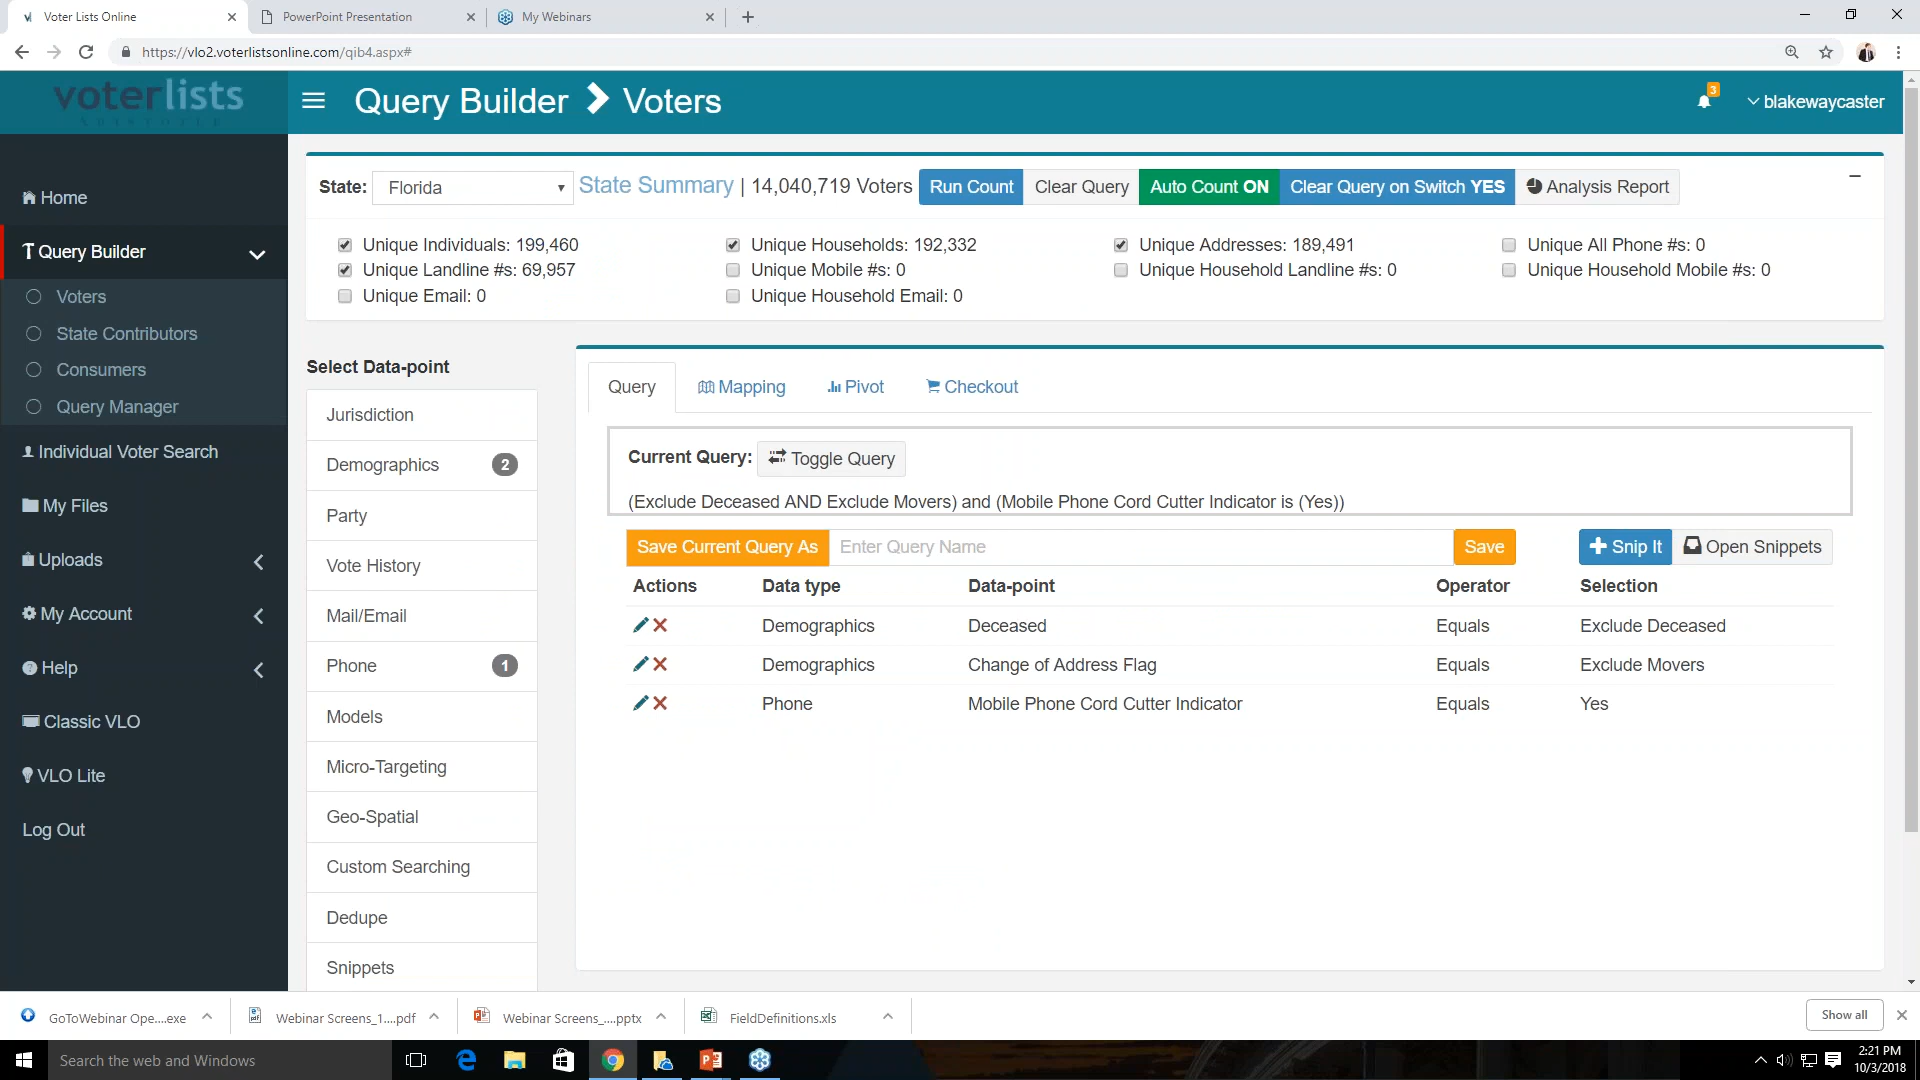 Voter Lists Online
PowerPoint Presentation
My Webinars
https://vlo2.voterlistsonline.com/qib4.aspx#
voterlists
Query Builder > Voters
3
blakewaycaster
State: Florida
State Summary | 14,040,719 Voters
Run Count
Clear Query
Auto Count ON
Clear Query on Switch YES
Analysis Report
Unique Individuals: 199,460
Unique Households: 192,332
Unique Addresses: 189,491
Unique All Phone #s: 0
Unique Landline #s: 69,957
Unique Mobile #s: 0
Unique Household Landline #s: 0
Unique Household Mobile #s: 0
Unique Email: 0
Unique Household Email: 0
Home
Query Builder
Voters
State Contributors
Consumers
Query Manager
Individual Voter Search
My Files
Uploads
My Account
Help
Classic VLO
VLO Lite
Log Out
Select Data-point
Jurisdiction
Demographics 2
Party
Vote History
Mail/Email
Phone 1
Models
Micro-Targeting
Geo-Spatial
Custom Searching
Dedupe
Snippets
Query
Mapping
Pivot
Checkout
Current Query: Toggle Query
(Exclude Deceased AND Exclude Movers) and (Mobile Phone Cord Cutter Indicator is (Yes))
Save Current Query As Enter Query Name Save
Snip It
Open Snippets
Actions Data type Data-point Operator Selection
Demographics Deceased Equals Exclude Deceased
Demographics Change of Address Flag Equals Exclude Movers
Phone Mobile Phone Cord Cutter Indicator Equals Yes
GoToWebinar Ope....exe
Webinar Screens_1....pdf
Webinar Screens_....pptx
FieldDefinitions.xls
Show all
Search the web and Windows
2:21 PM
10/3/2018